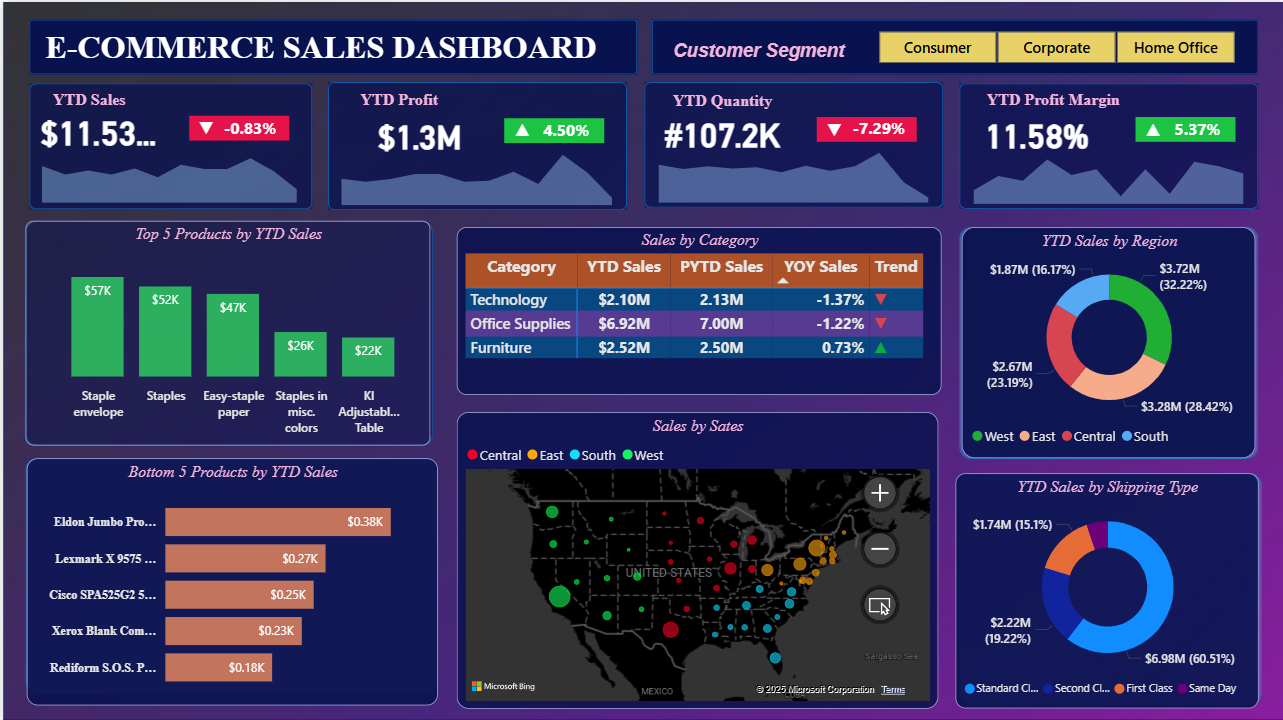 E-COMMERCE SALES DASHBOARD
Customer Segment
Consumer
Corporate
Home Office
YTD Sales
$11.53...
-0.83%
YTD Profit
$1.3M
4.50%
YTD Quantity
#107.2K
-7.29%
YTD Profit Margin
11.58%
5.37%
Top 5 Products by YTD Sales
$57K
$52K
$47K
$26K
$22K
Staple
envelope
Staples
Easy-staple
paper
Staples in
misc.
colors
KI
Adjustabl...
Table
Sales by Category
Category YTD Sales PYTD Sales YOY Sales Trend
Technology $2.10M 2.13M -1.37%
Office Supplies $6.92M 7.00M -1.22%
Furniture $2.52M 2.50M 0.73%
YTD Sales by Region
$1.87M (16.17%)
$3.72M
(32.22%)
$2.67M
(23.19%)
$3.28M (28.42%)
West East Central South
Bottom 5 Products by YTD Sales
Eldon Jumbo Pro... $0.38K
Lexmark X 9575 ... $0.27K
Cisco SPA525G2 5... $0.25K
Xerox Blank Com... $0.23K
Rediform S.O.S. P... $0.18K
Sales by Sates
Central East South West
UNITED STATES
Sargasso Sea
MEXICO
CUBA
Microsoft Bing
© 2025 Microsoft Corporation Terms
YTD Sales by Shipping Type
$1.74M (15.1%)
$2.22M
(19.22%)
$6.98M (60.51%)
Standard Cl... Second Cl... First Class Same Day